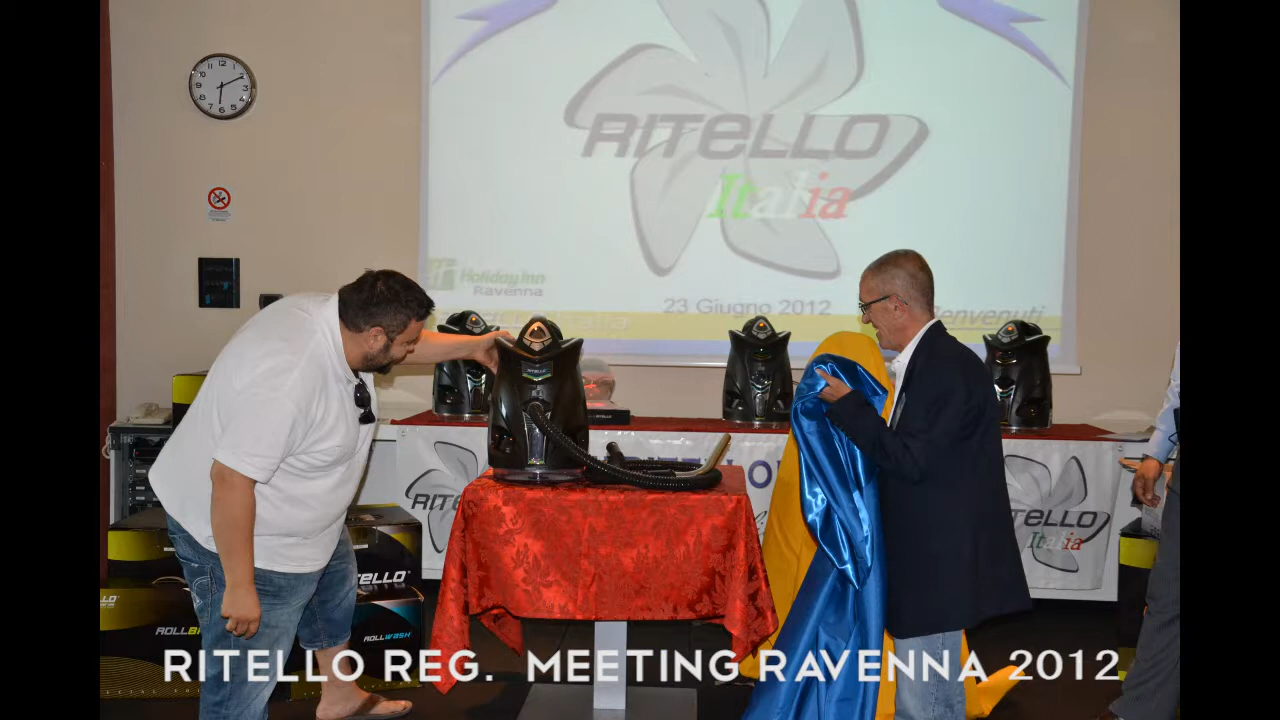 RITELLO
Italia
Holiday Inn
Ravenna
23 Giugno 2012
Benvenuti
RITELLO
TELLO
Italia
TELLO
ROLLWASH
RITELLO REG. MEETING RAVENNA 2012